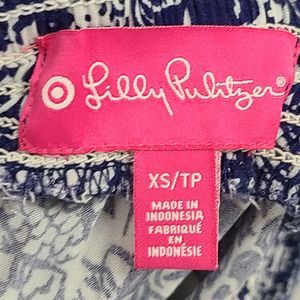 Lilly Pulitzer®
XS/TP
MADE IN
INDONESIA
FABRIQUÉ
EN
INDONÉSIE